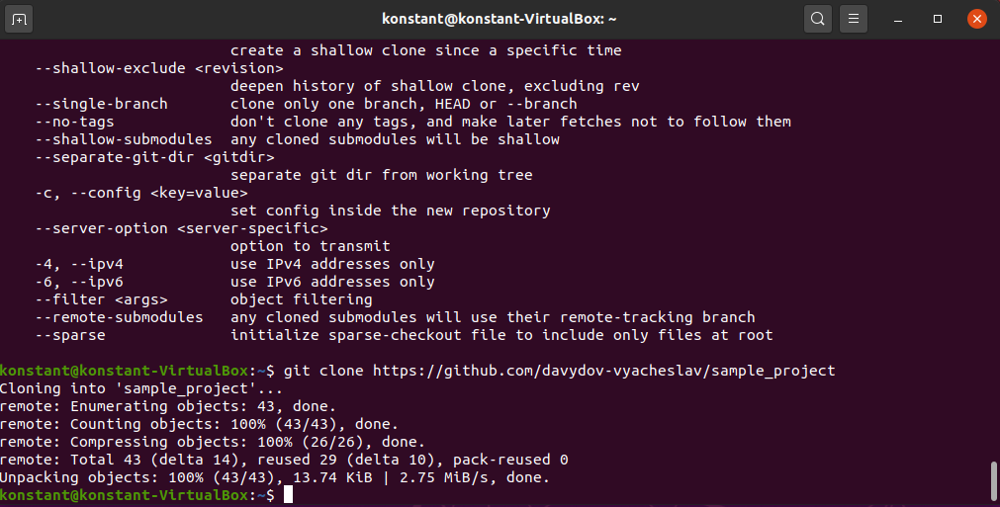 konstant@konstant-VirtualBox: ~
create a shallow clone since a specific time
--shallow-exclude <revision>
deepen history of shallow clone, excluding rev
--single-branch clone only one branch, HEAD or --branch
--no-tags don't clone any tags, and make later fetches not to follow them
--shallow-submodules any cloned submodules will be shallow
--separate-git-dir <gitdir>
separate git dir from working tree
-c, --config <key=value>
set config inside the new repository
--server-option <server-specific>
option to transmit
-4, --ipv4 use IPv4 addresses only
-6, --ipv6 use IPv6 addresses only
--filter <args> object filtering
--remote-submodules any cloned submodules will use their remote-tracking branch
--sparse initialize sparse-checkout file to include only files at root
konstant@konstant-VirtualBox:~$ git clone https://github.com/davydov-vyacheslav/sample_project
Cloning into 'sample_project'...
remote: Enumerating objects: 43, done.
remote: Counting objects: 100% (43/43), done.
remote: Compressing objects: 100% (26/26), done.
remote: Total 43 (delta 14), reused 29 (delta 10), pack-reused 0
Unpacking objects: 100% (43/43), 13.74 KiB | 2.75 MiB/s, done.
konstant@konstant-VirtualBox:~$